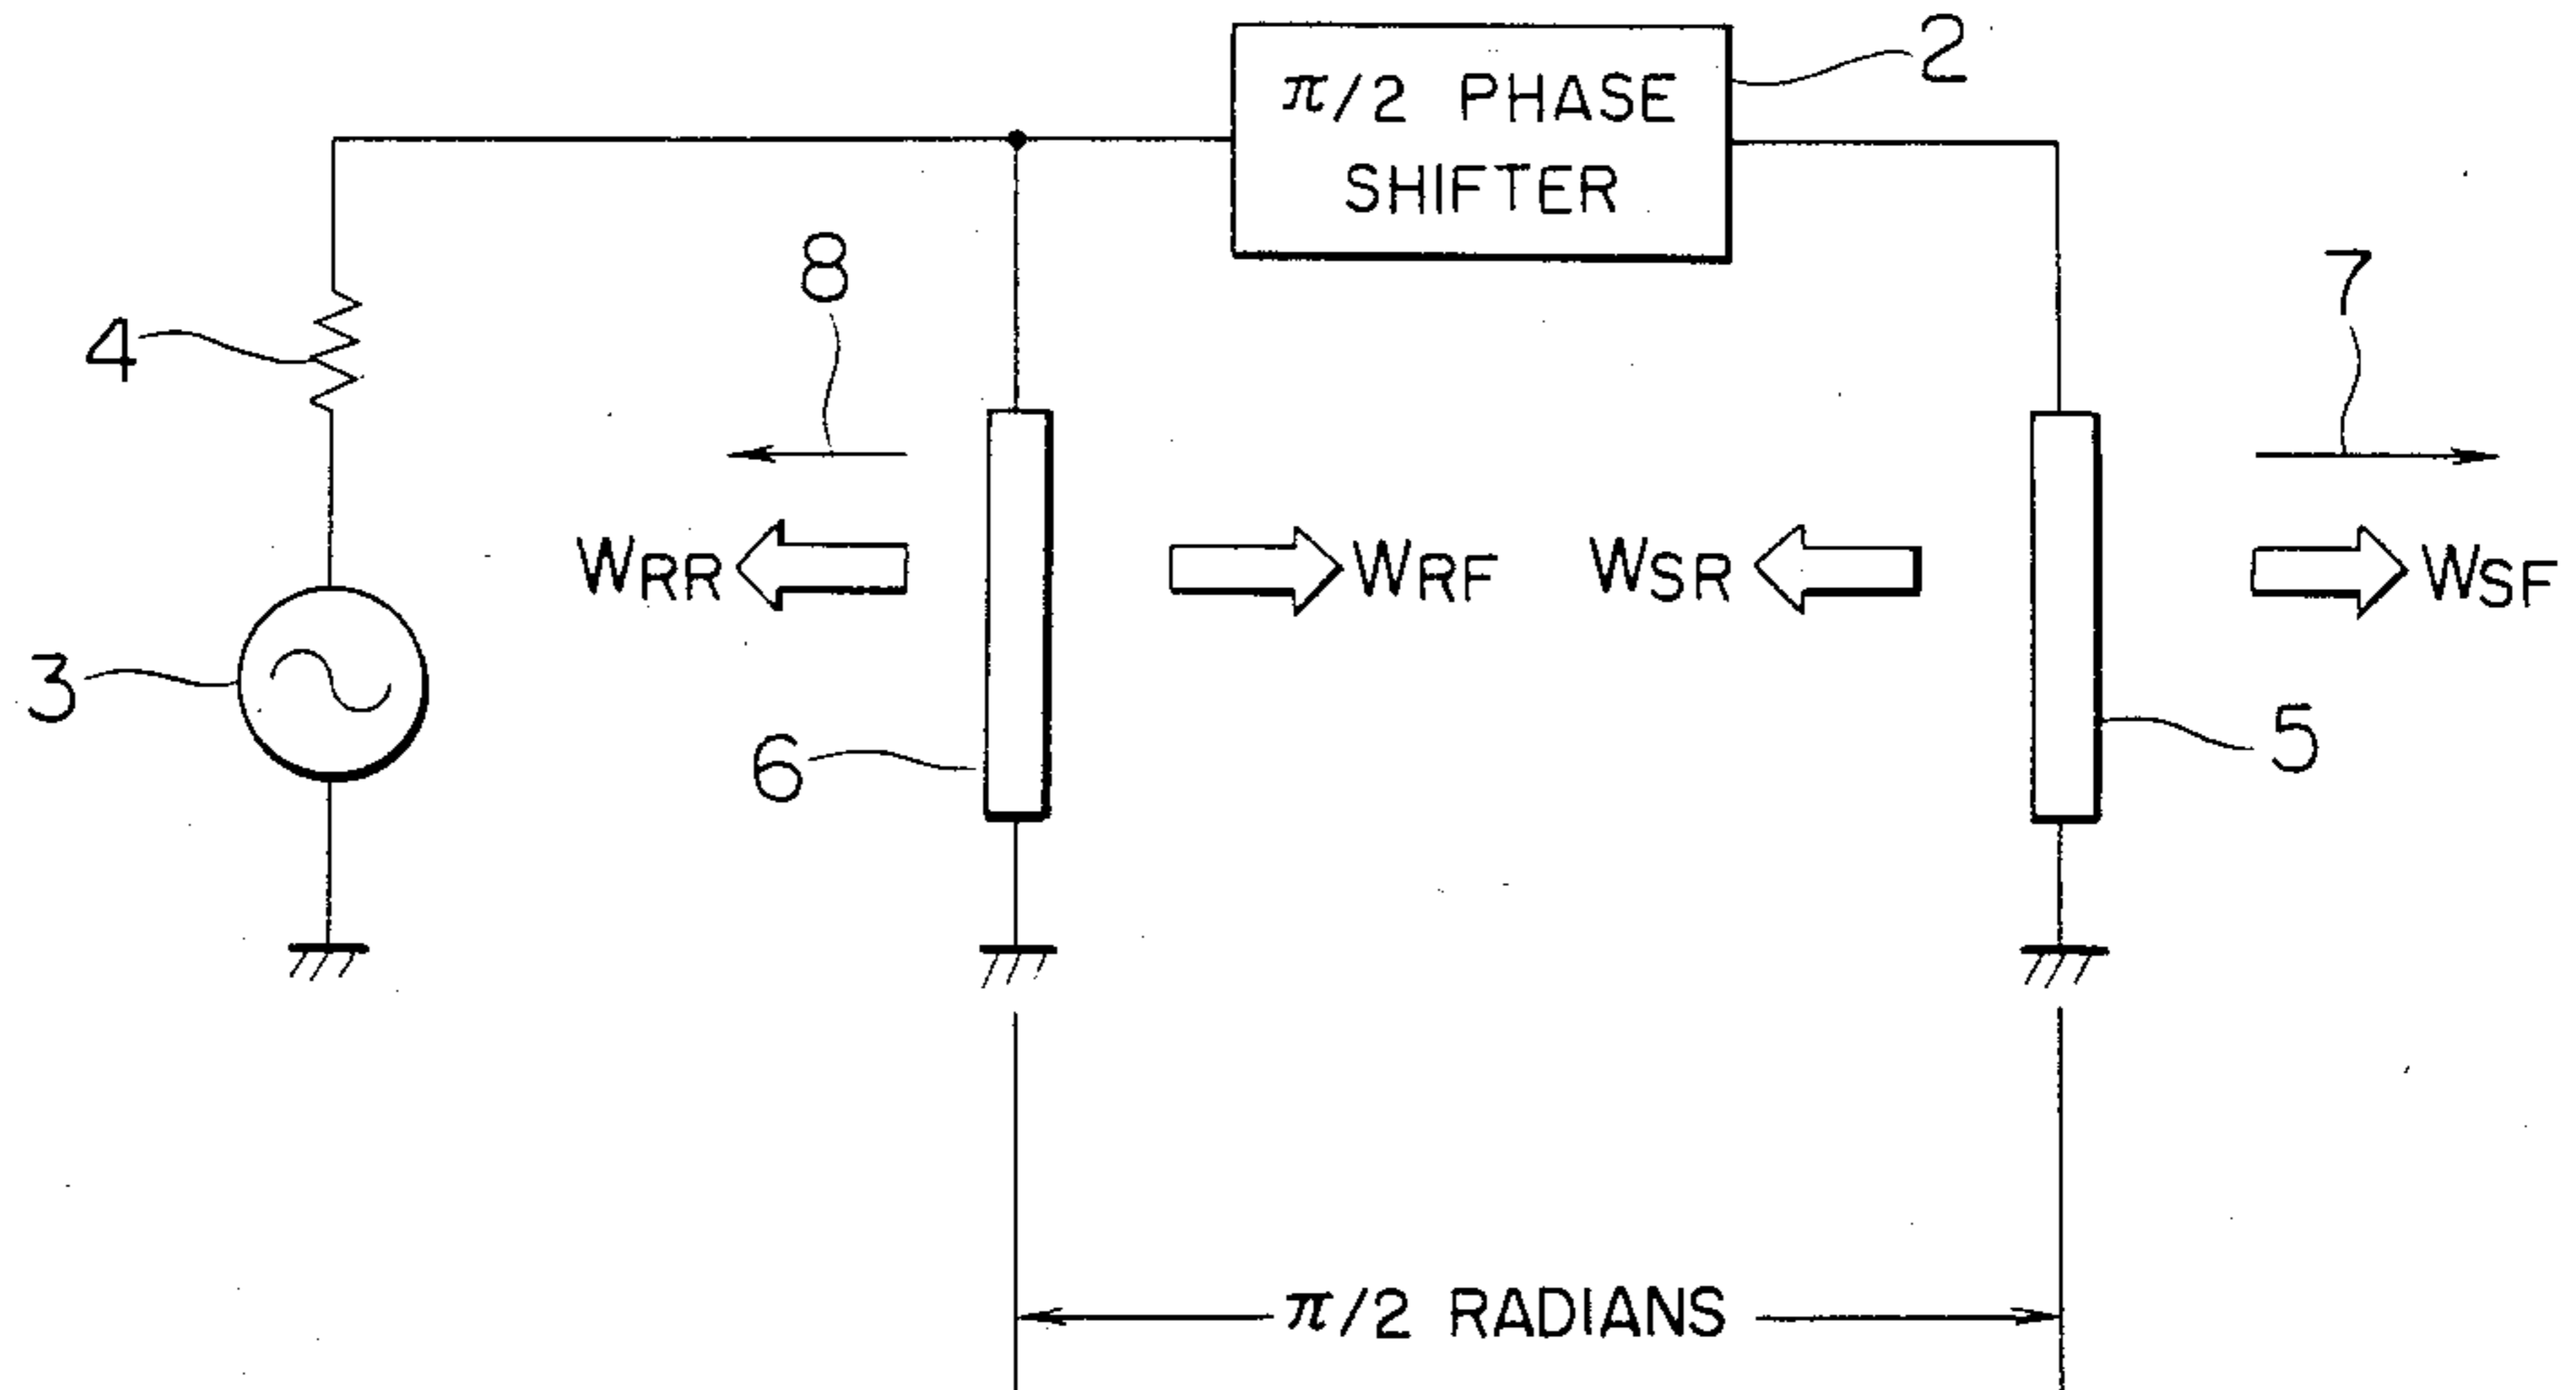 2
π/2 PHASE
SHIFTER
8
7
4
WRR
WRF
WSR
WSF
3
6
5
π/2 RADIANS